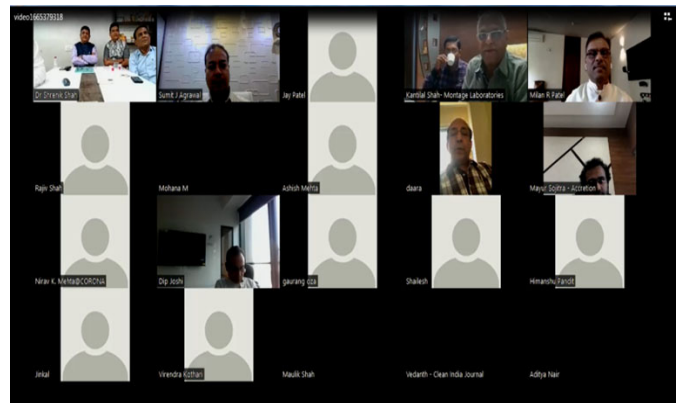 video1665379318
Dr Shrenik Shah
Sumit J Agrawal
Jay Patel
Kantilal Shah- Montage Laboratories
Milan R Patel
Rajiv Shah
Mohana M
Ashish Mehta
daara
Mayur Sojitra - Accretion
Nirav K. Mehta@CORONA
Dip Joshi
gaurang oza
Shailesh
Himanshu Pandit
Jinkal
Virendra Kothari
Maulik Shah
Vedanth - Clean India Journal
Aditya Nair